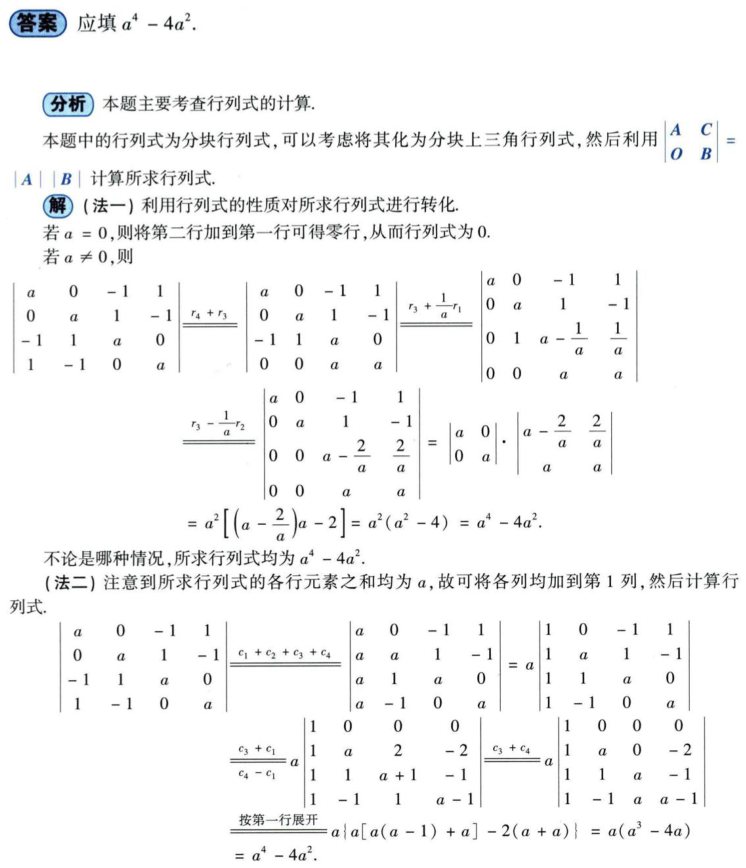 答案 应填 a⁴ - 4a².
分析 本题主要考查行列式的计算.
本题中的行列式为分块行列式,可以考虑将其化为分块上三角行列式,然后利用 | A C ; O B | =
| A | | B | 计算所求行列式.
解 (法一) 利用行列式的性质对所求行列式进行转化.
若 a = 0,则将第二行加到第一行可得零行,从而行列式为 0.
若 a ≠ 0,则
| a 0 -1 1 ; 0 a 1 -1 ; -1 1 a 0 ; 1 -1 0 a | =(r₄ + r₃)= | a 0 -1 1 ; 0 a 1 -1 ; -1 1 a 0 ; 0 0 a a | =(r₃ + 1/a r₁)= | a 0 -1 1 ; 0 a 1 -1 ; 0 1 a - 1/a 1/a ; 0 0 a a |
=(r₃ - 1/a r₂)= | a 0 -1 1 ; 0 a 1 -1 ; 0 0 a - 2/a 2/a ; 0 0 a a | = | a 0 ; 0 a | · | a - 2/a 2/a ; a a |
= a²[(a - 2/a)a - 2] = a²(a² - 4) = a⁴ - 4a².
不论是哪种情况,所求行列式均为 a⁴ - 4a².
(法二) 注意到所求行列式的各行元素之和均为 a,故可将各列均加到第 1 列,然后计算行
列式.
| a 0 -1 1 ; 0 a 1 -1 ; -1 1 a 0 ; 1 -1 0 a | =(c₁ + c₂ + c₃ + c₄)= | a 0 -1 1 ; a a 1 -1 ; a 1 a 0 ; a -1 0 a | = a | 1 0 -1 1 ; 1 a 1 -1 ; 1 1 a 0 ; 1 -1 0 a |
=(c₃ + c₁ ; c₄ - c₁)= a | 1 0 0 0 ; 1 a 2 -2 ; 1 1 a + 1 -1 ; 1 -1 1 a - 1 | =(c₃ + c₄)= a | 1 0 0 0 ; 1 a 0 -2 ; 1 1 a -1 ; 1 -1 a a - 1 |
=(按第一行展开)= a{a[a(a - 1) + a] - 2(a + a)} = a(a³ - 4a)
= a⁴ - 4a².